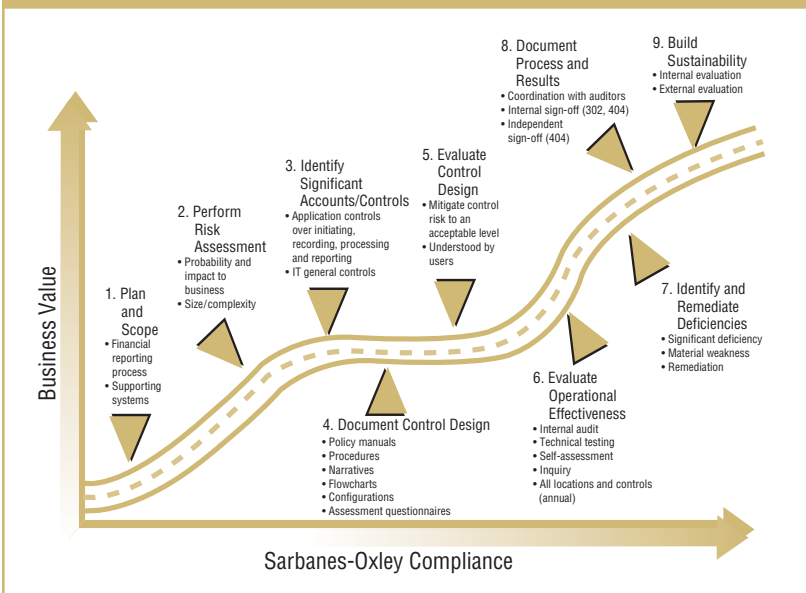 1. Plan
and
Scope
• Financial
reporting
process
• Supporting
systems
2. Perform
Risk
Assessment
• Probability and
impact to
business
• Size/complexity
3. Identify
Significant
Accounts/Controls
• Application controls
over initiating,
recording, processing
and reporting
• IT general controls
4. Document Control Design
• Policy manuals
• Procedures
• Narratives
• Flowcharts
• Configurations
• Assessment questionnaires
5. Evaluate
Control
Design
• Mitigate control
risk to an
acceptable level
• Understood by
users
6. Evaluate
Operational
Effectiveness
• Internal audit
• Technical testing
• Self-assessment
• Inquiry
• All locations and controls
(annual)
7. Identify and
Remediate
Deficiencies
• Significant deficiency
• Material weakness
• Remediation
8. Document
Process and
Results
• Coordination with auditors
• Internal sign-off (302, 404)
• Independent
sign-off (404)
9. Build
Sustainability
• Internal evaluation
• External evaluation
Business Value
Sarbanes-Oxley Compliance